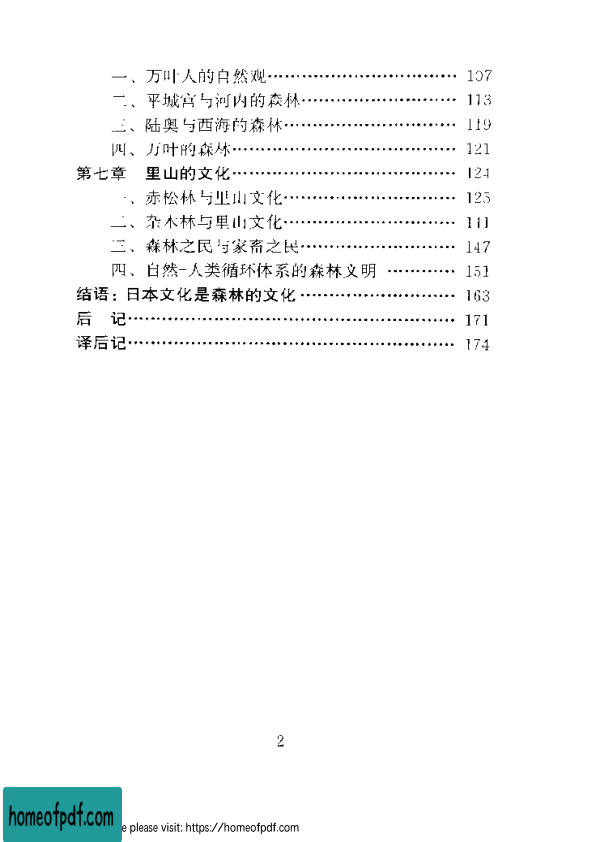 一、万叶人的自然观…………………………… 107
二、平城宫与河内的森林……………………… 113
三、陆奥与西海的森林………………………… 119
四、万叶的森林………………………………… 121
第七章 里山的文化………………………………… 124
一、赤松林与里山文化………………………… 125
二、杂木林与里山文化………………………… 141
三、森林之民与家畜之民……………………… 147
四、自然-人类循环体系的森林文明 ………… 151
结语：日本文化是森林的文化……………………… 163
后 记………………………………………………… 171
译后记………………………………………………… 174
2
homeofpdf.com
e please visit: https://homeofpdf.com